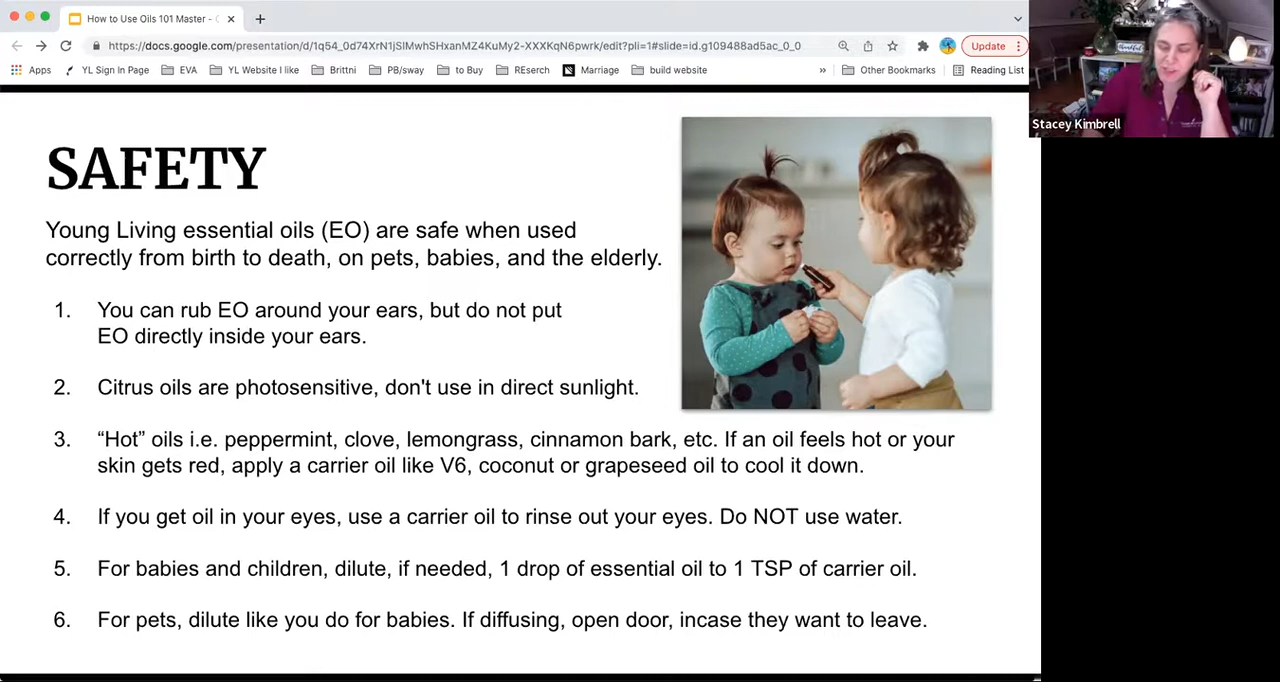 How to Use Oils 101 Master - 
https://docs.google.com/presentation/d/1q54_0d74XrN1jSIMwhSHxanMZ4KuMy2-XXXKqN6pwrk/edit?pli=1#slide=id.g109488ad5ac_0_0
Update
Apps YL Sign In Page EVA YL Website I like Brittni PB/sway to Buy REserch Marriage build website » Other Bookmarks Reading List
Stacey Kimbrell
SAFETY
Young Living essential oils (EO) are safe when used
correctly from birth to death, on pets, babies, and the elderly.
1. You can rub EO around your ears, but do not put
EO directly inside your ears.
2. Citrus oils are photosensitive, don't use in direct sunlight.
3. “Hot” oils i.e. peppermint, clove, lemongrass, cinnamon bark, etc. If an oil feels hot or your
skin gets red, apply a carrier oil like V6, coconut or grapeseed oil to cool it down.
4. If you get oil in your eyes, use a carrier oil to rinse out your eyes. Do NOT use water.
5. For babies and children, dilute, if needed, 1 drop of essential oil to 1 TSP of carrier oil.
6. For pets, dilute like you do for babies. If diffusing, open door, incase they want to leave.